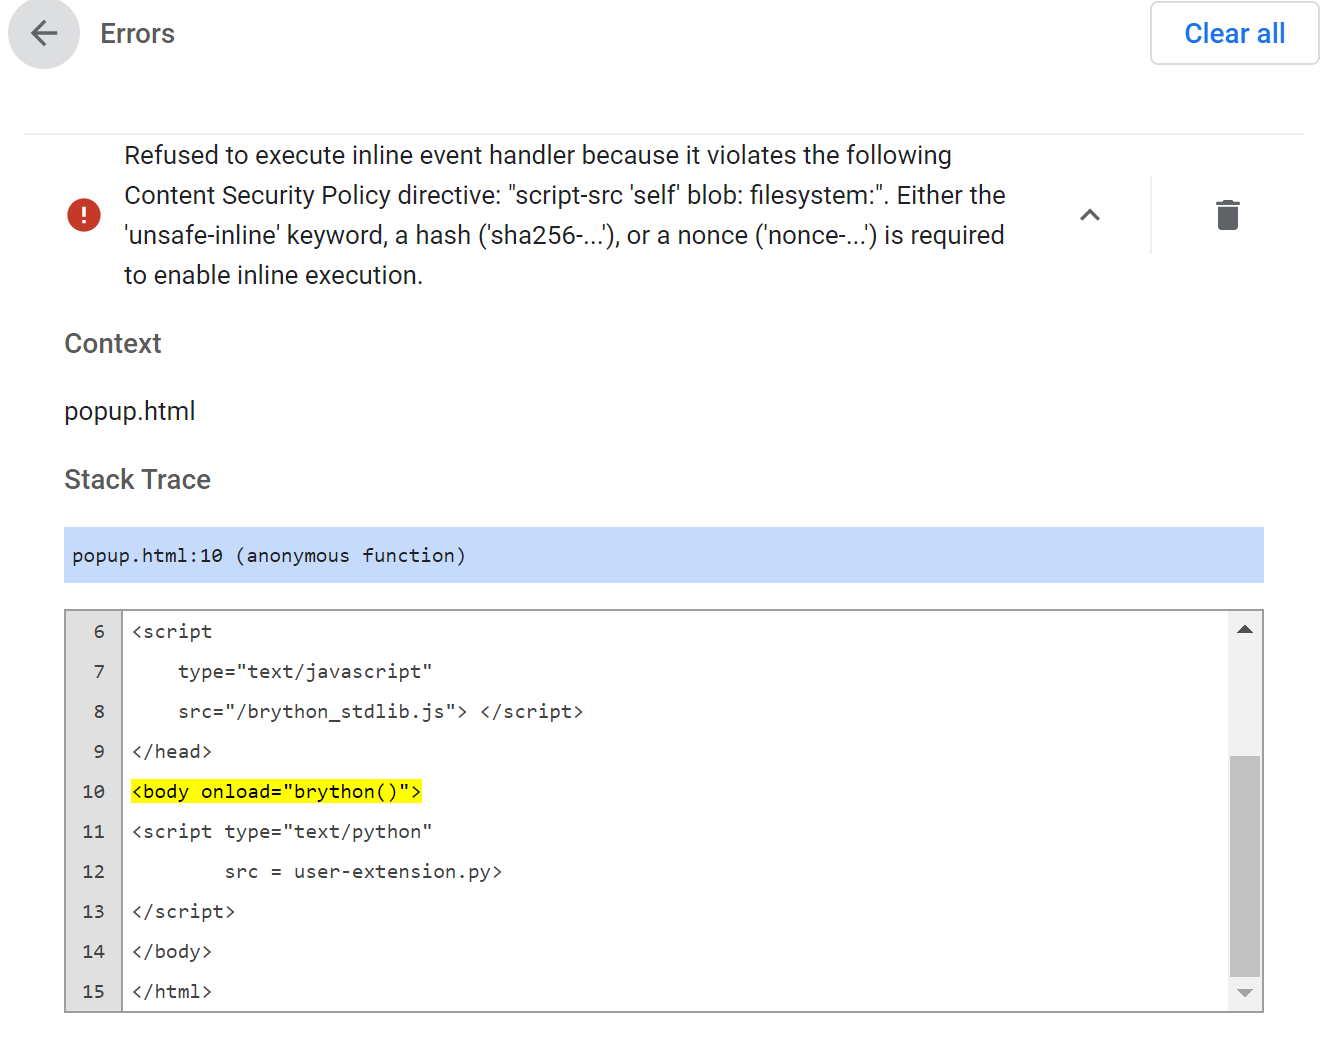 Errors
Clear all
Refused to execute inline event handler because it violates the following
Content Security Policy directive: "script-src 'self' blob: filesystem:". Either the
'unsafe-inline' keyword, a hash ('sha256-...'), or a nonce ('nonce-...') is required
to enable inline execution.
Context
popup.html
Stack Trace
popup.html:10 (anonymous function)
6 <script
7     type="text/javascript"
8     src="/brython_stdlib.js"> </script>
9 </head>
10 <body onload="brython()">
11 <script type="text/python"
12         src = user-extension.py>
13 </script>
14 </body>
15 </html>